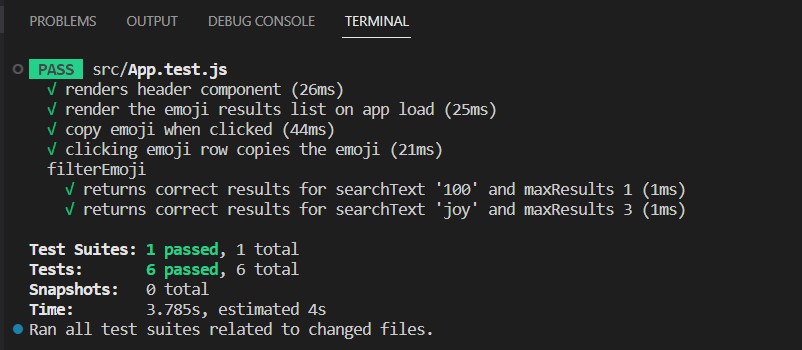 PROBLEMS OUTPUT DEBUG CONSOLE TERMINAL
PASS src/App.test.js
√ renders header component (26ms)
√ render the emoji results list on app load (25ms)
√ copy emoji when clicked (44ms)
√ clicking emoji row copies the emoji (21ms)
filterEmoji
√ returns correct results for searchText '100' and maxResults 1 (1ms)
√ returns correct results for searchText 'joy' and maxResults 3 (1ms)
Test Suites: 1 passed, 1 total
Tests: 6 passed, 6 total
Snapshots: 0 total
Time: 3.785s, estimated 4s
Ran all test suites related to changed files.